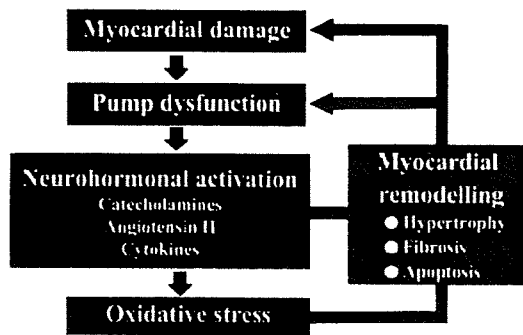 Myocardial damage
Pump dysfunction
Neurohormonal activation
Catecholamines
Angiotensin II
Cytokines
Oxidative stress
Myocardial
remodelling
Hypertrophy
Fibrosis
Apoptosis